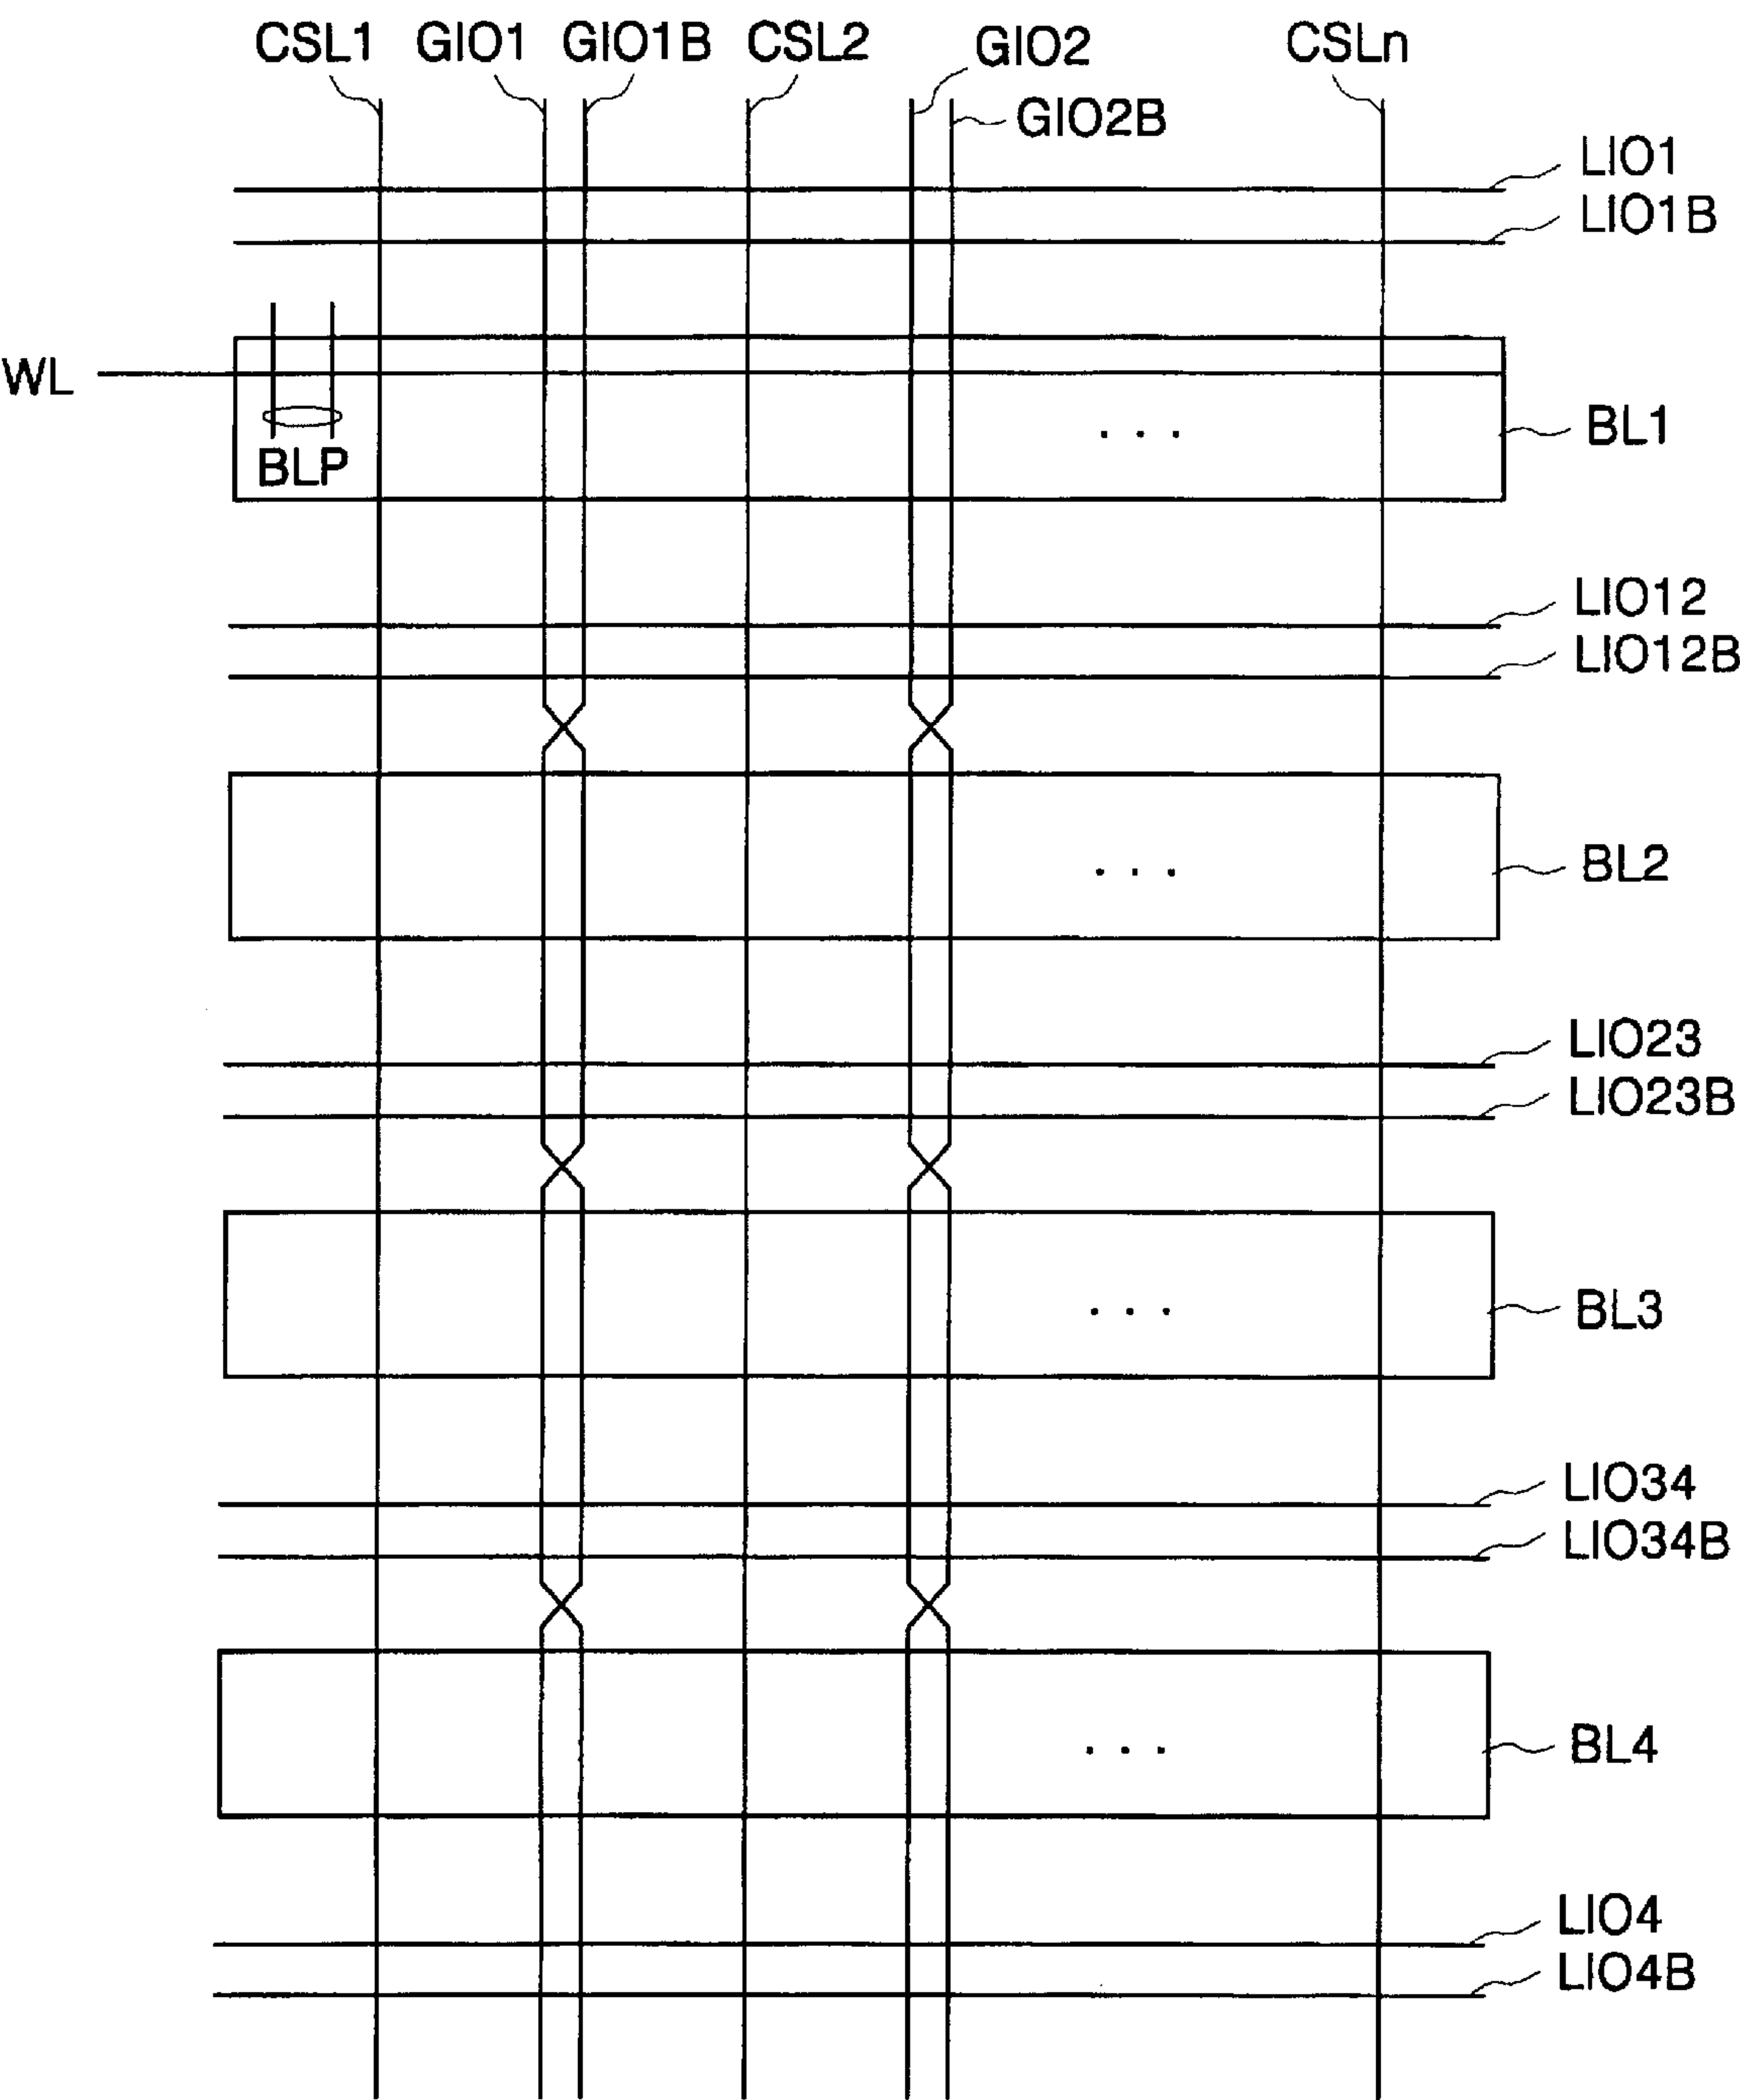 CSL1 GIO1 GIO1B CSL2 GIO2 CSLn
GIO2B
LIO1
LIO1B
WL
BL1
BLP
. . .
LIO12
LIO12B
BL2
. . .
LIO23
LIO23B
BL3
. . .
LIO34
LIO34B
BL4
. . .
LIO4
LIO4B